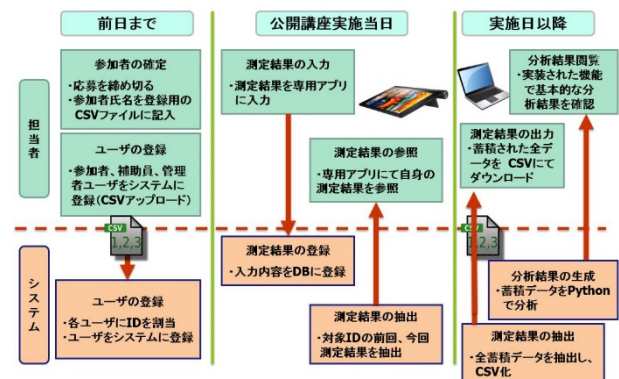 前日まで
公開講座実施当日
実施日以降
担当者
参加者の確定
・応募を締め切る
・参加者氏名を登録用の
CSVファイルに記入
ユーザの登録
・参加者、補助員、管理
者ユーザをシステムに
登録(CSVアップロード)
測定結果の入力
・測定結果を専用アプリ
に入力
測定結果の参照
・専用アプリにて自身の
測定結果を参照
分析結果閲覧
・実装された機能
で基本的な分
析結果を確認
測定結果の出力
・蓄積された全デ
ータを CSVにて
ダウンロード
CSV
1,2,3
CSV
1,2,3
システム
ユーザの登録
・各ユーザにIDを割当
・ユーザをシステムに登録
測定結果の登録
・入力内容をDBに登録
測定結果の抽出
・対象IDの前回、今回
測定結果を抽出
分析結果の生成
・蓄積データをPython
で分析
測定結果の抽出
・全蓄積データを抽出し、
CSV化